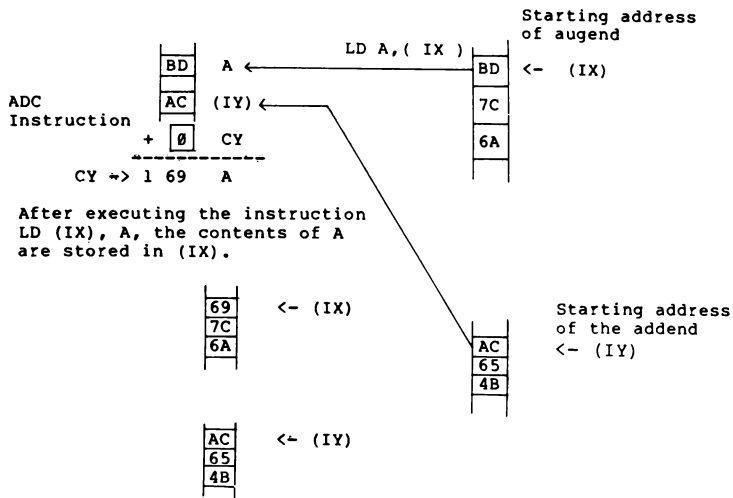 Starting address
of augend
LD A,( IX )
BD A BD <- (IX)
AC (IY) 7C
ADC
Instruction
+ 0 CY 6A
CY => 1 69 A
After executing the instruction
LD (IX), A, the contents of A
are stored in (IX).
69 <- (IX)
7C
6A
Starting address
of the addend
AC <- (IY)
65
4B
AC <- (IY)
65
4B